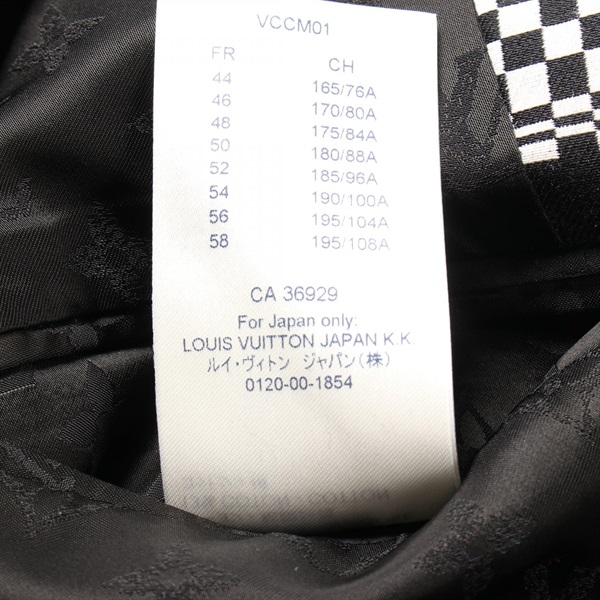 VCCM01
FR CH
44 165/76A
46 170/80A
48 175/84A
50 180/88A
52 185/96A
54 190/100A
56 195/104A
58 195/108A
CA 36929
For Japan only:
LOUIS VUITTON JAPAN K.K.
ルイ・ヴィトン ジャパン(株)
0120-00-1854